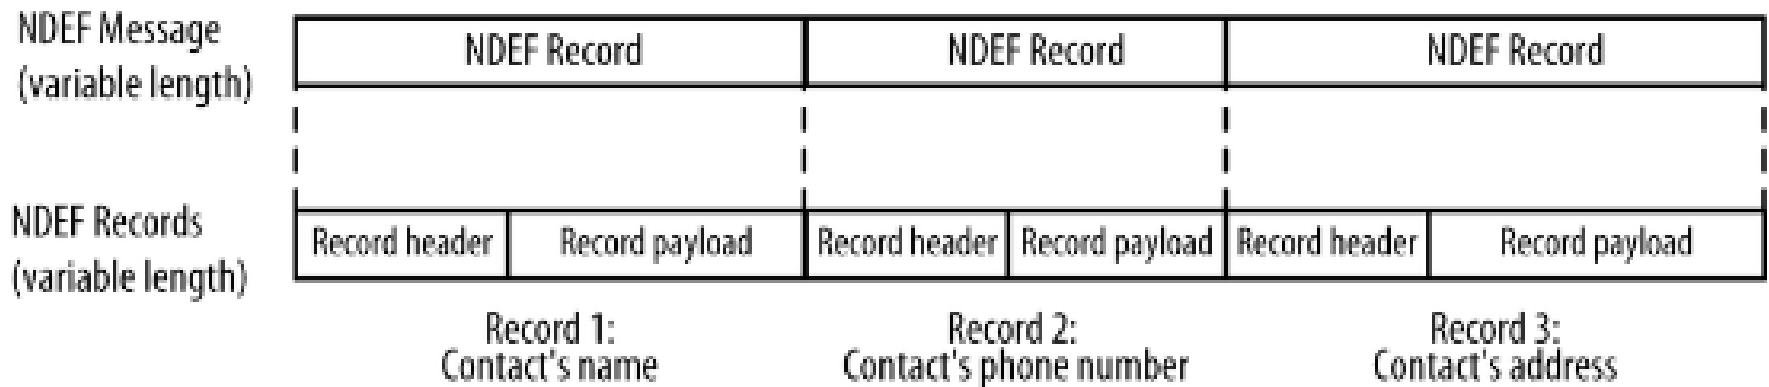 NDEF Message
(variable length)
NDEF Record NDEF Record NDEF Record
NDEF Records
(variable length)
Record header Record payload Record header Record payload Record header Record payload
Record 1: Record 2: Record 3:
Contact's name Contact's phone number Contact's address